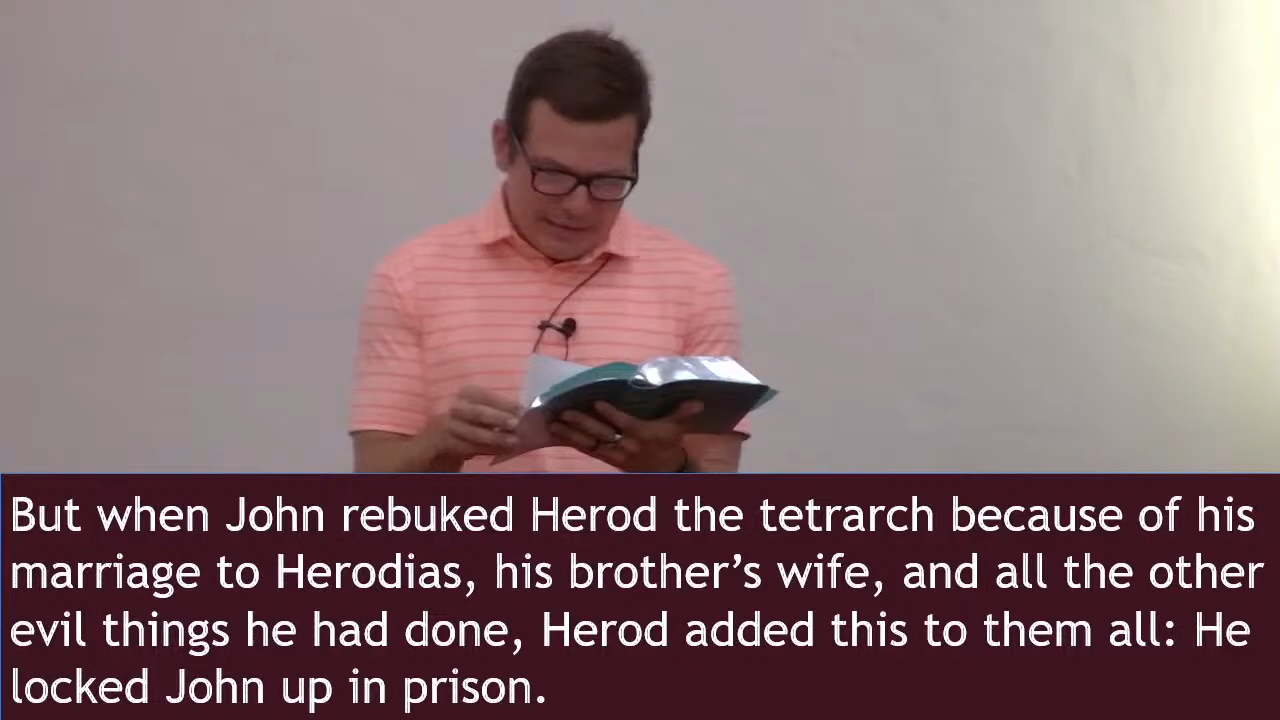 But when John rebuked Herod the tetrarch because of his
marriage to Herodias, his brother’s wife, and all the other
evil things he had done, Herod added this to them all: He
locked John up in prison.